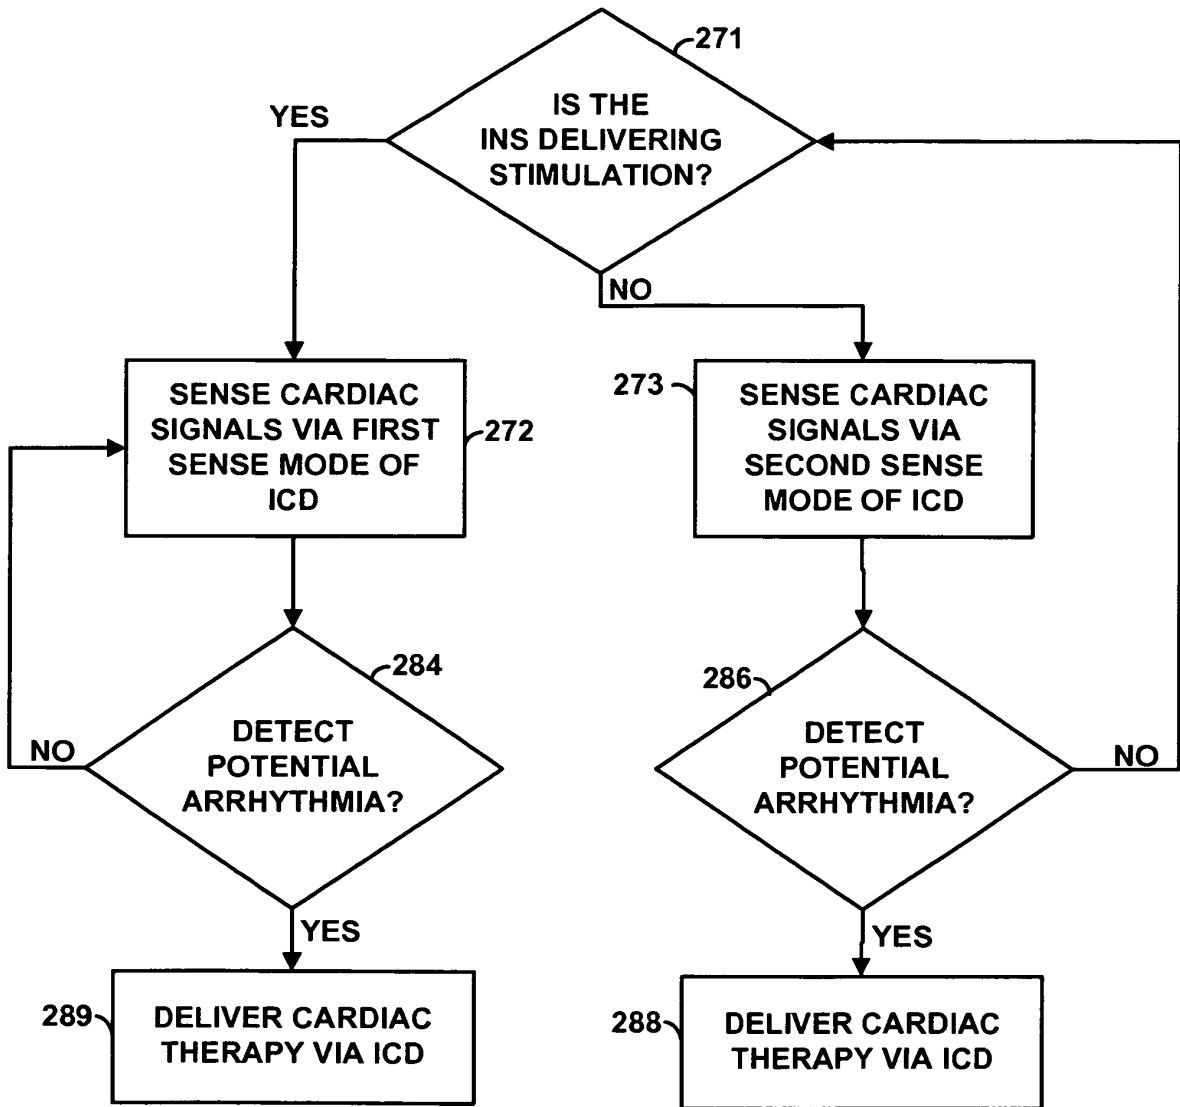 271
IS THE
INS DELIVERING
STIMULATION?
YES
NO
SENSE CARDIAC
SIGNALS VIA FIRST
SENSE MODE OF
ICD
272
273
SENSE CARDIAC
SIGNALS VIA
SECOND SENSE
MODE OF ICD
284
DETECT
POTENTIAL
ARRHYTHMIA?
NO
YES
286
DETECT
POTENTIAL
ARRHYTHMIA?
NO
YES
289
DELIVER CARDIAC
THERAPY VIA ICD
288
DELIVER CARDIAC
THERAPY VIA ICD